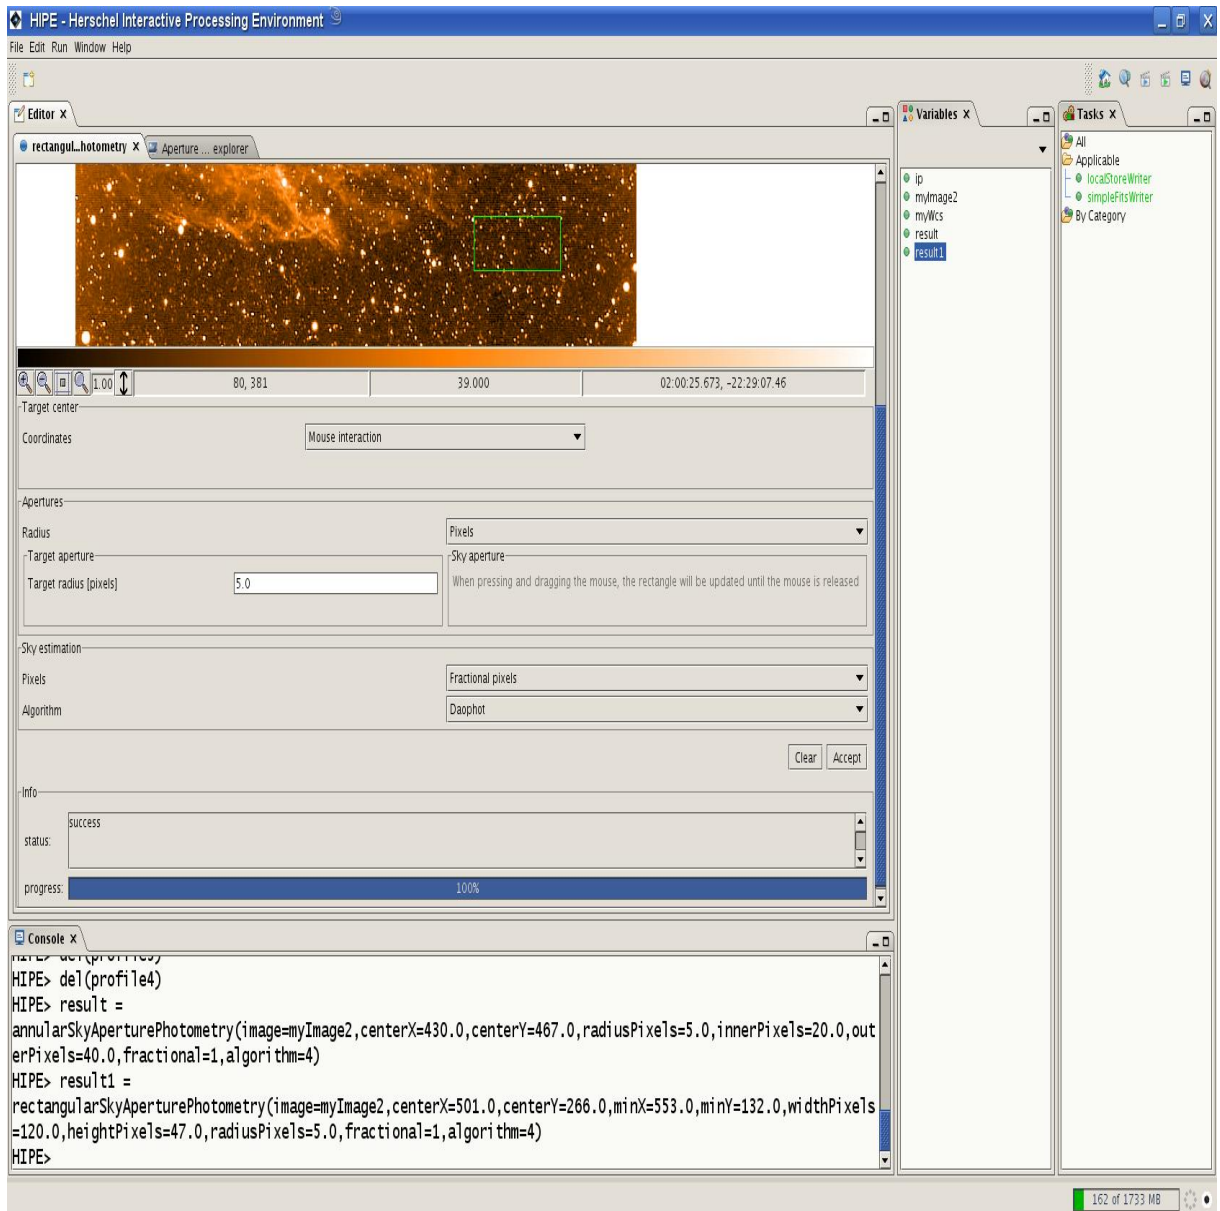 HIPE - Herschel Interactive Processing Environment
File Edit Run Window Help
Editor x
Variables x
Tasks x
rectangul...hotometry x
Aperture ... explorer
ip
myImage2
myWcs
result
result1
All
Applicable
localStoreWriter
simpleFitsWriter
By Category
1.00
80, 381
39.000
02:00:25.673, -22:29:07.46
Target center
Coordinates
Mouse interaction
Apertures
Radius
Pixels
Target aperture
Target radius [pixels]
5.0
Sky aperture
When pressing and dragging the mouse, the rectangle will be updated until the mouse is released
Sky estimation
Pixels
Fractional pixels
Algorithm
Daophot
Clear
Accept
Info
status:
success
progress:
100%
Console x
HIPE> del(profile4)
HIPE> result =
annularSkyAperturePhotometry(image=myImage2,centerX=430.0,centerY=467.0,radiusPixels=5.0,innerPixels=20.0,out
erPixels=40.0,fractional=1,algorithm=4)
HIPE> result1 =
rectangularSkyAperturePhotometry(image=myImage2,centerX=501.0,centerY=266.0,minX=553.0,minY=132.0,widthPixels
=120.0,heightPixels=47.0,radiusPixels=5.0,fractional=1,algorithm=4)
HIPE>
162 of 1733 MB